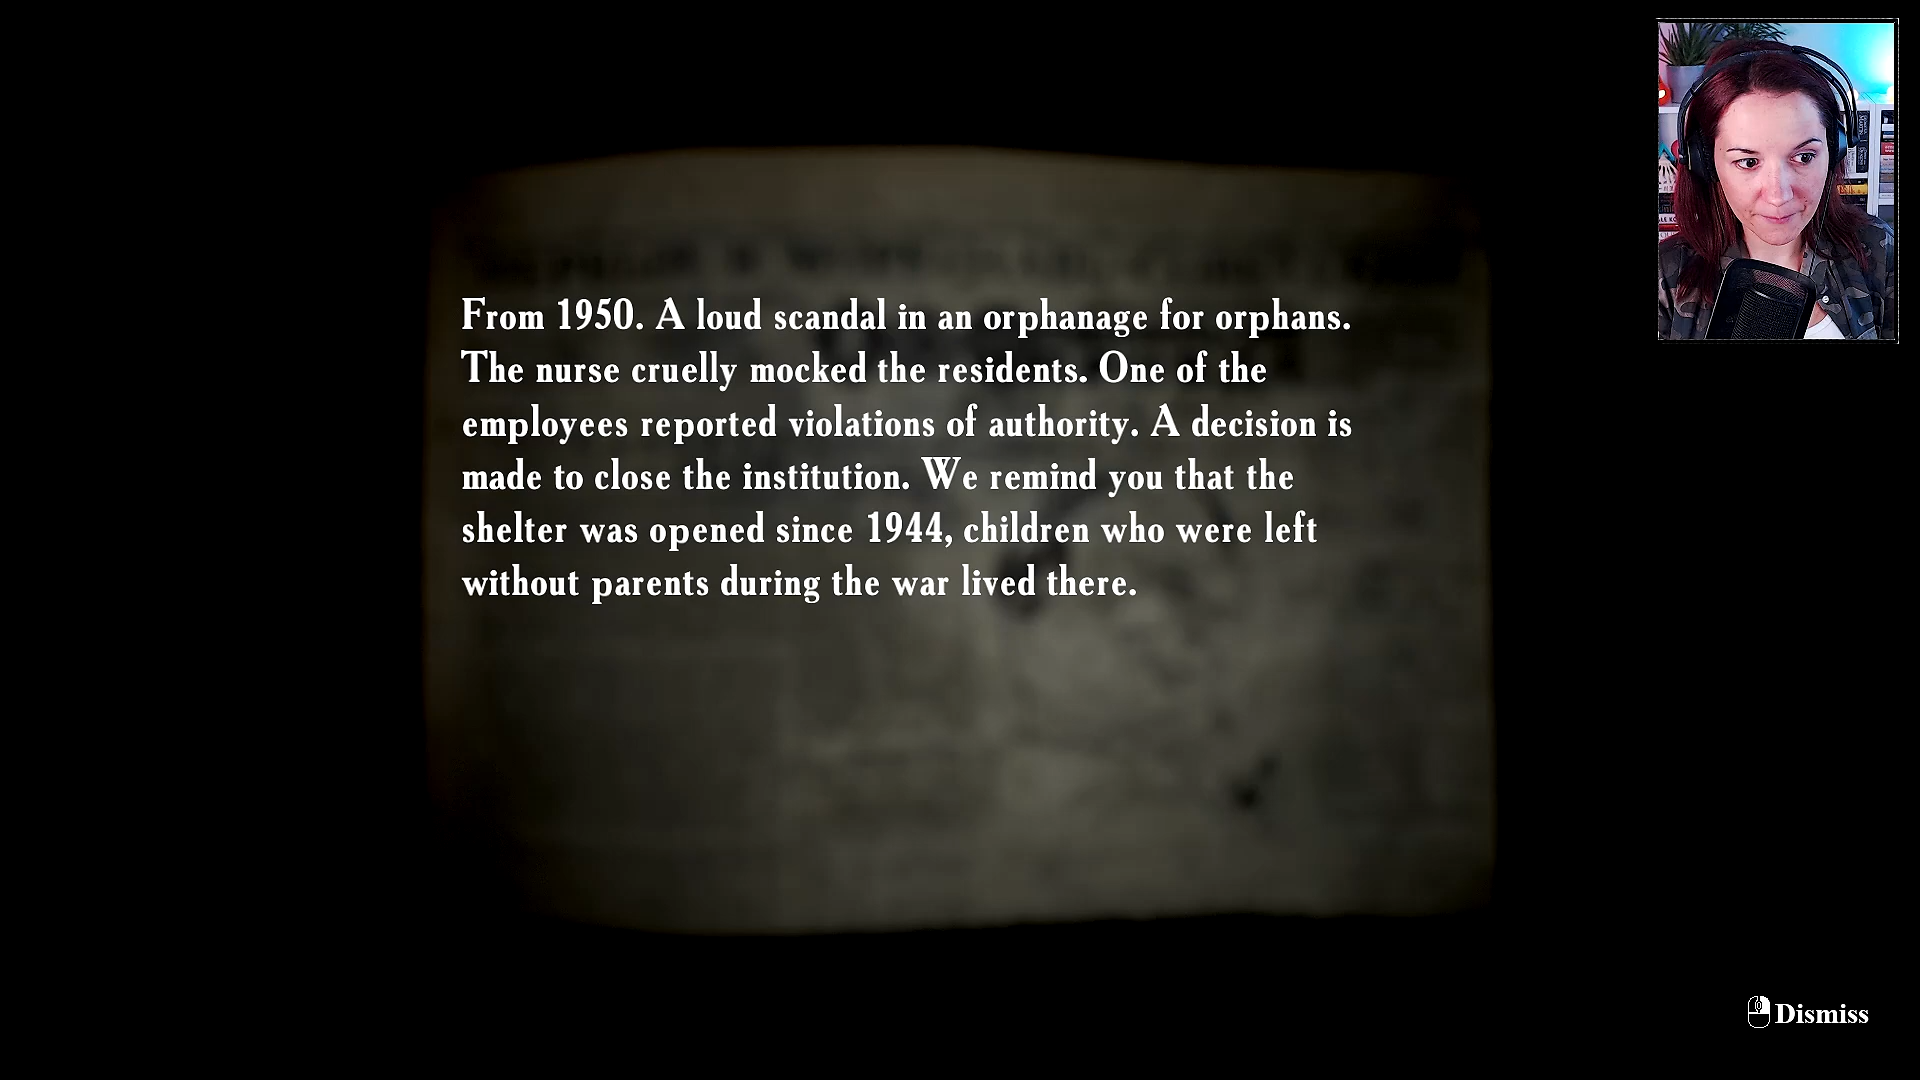 From 1950. A loud scandal in an orphanage for orphans.
The nurse cruelly mocked the residents. One of the
employees reported violations of authority. A decision is
made to close the institution. We remind you that the
shelter was opened since 1944, children who were left
without parents during the war lived there.
Dismiss